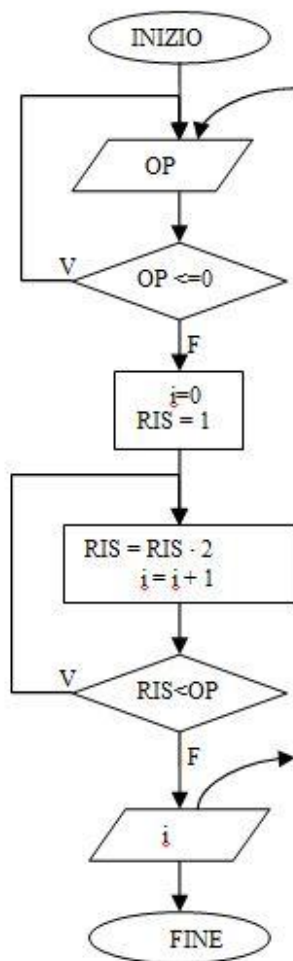 INIZIO
OP
OP <=0
V
F
i=0
RIS = 1
RIS = RIS · 2
i = i + 1
RIS<OP
V
F
i
FINE